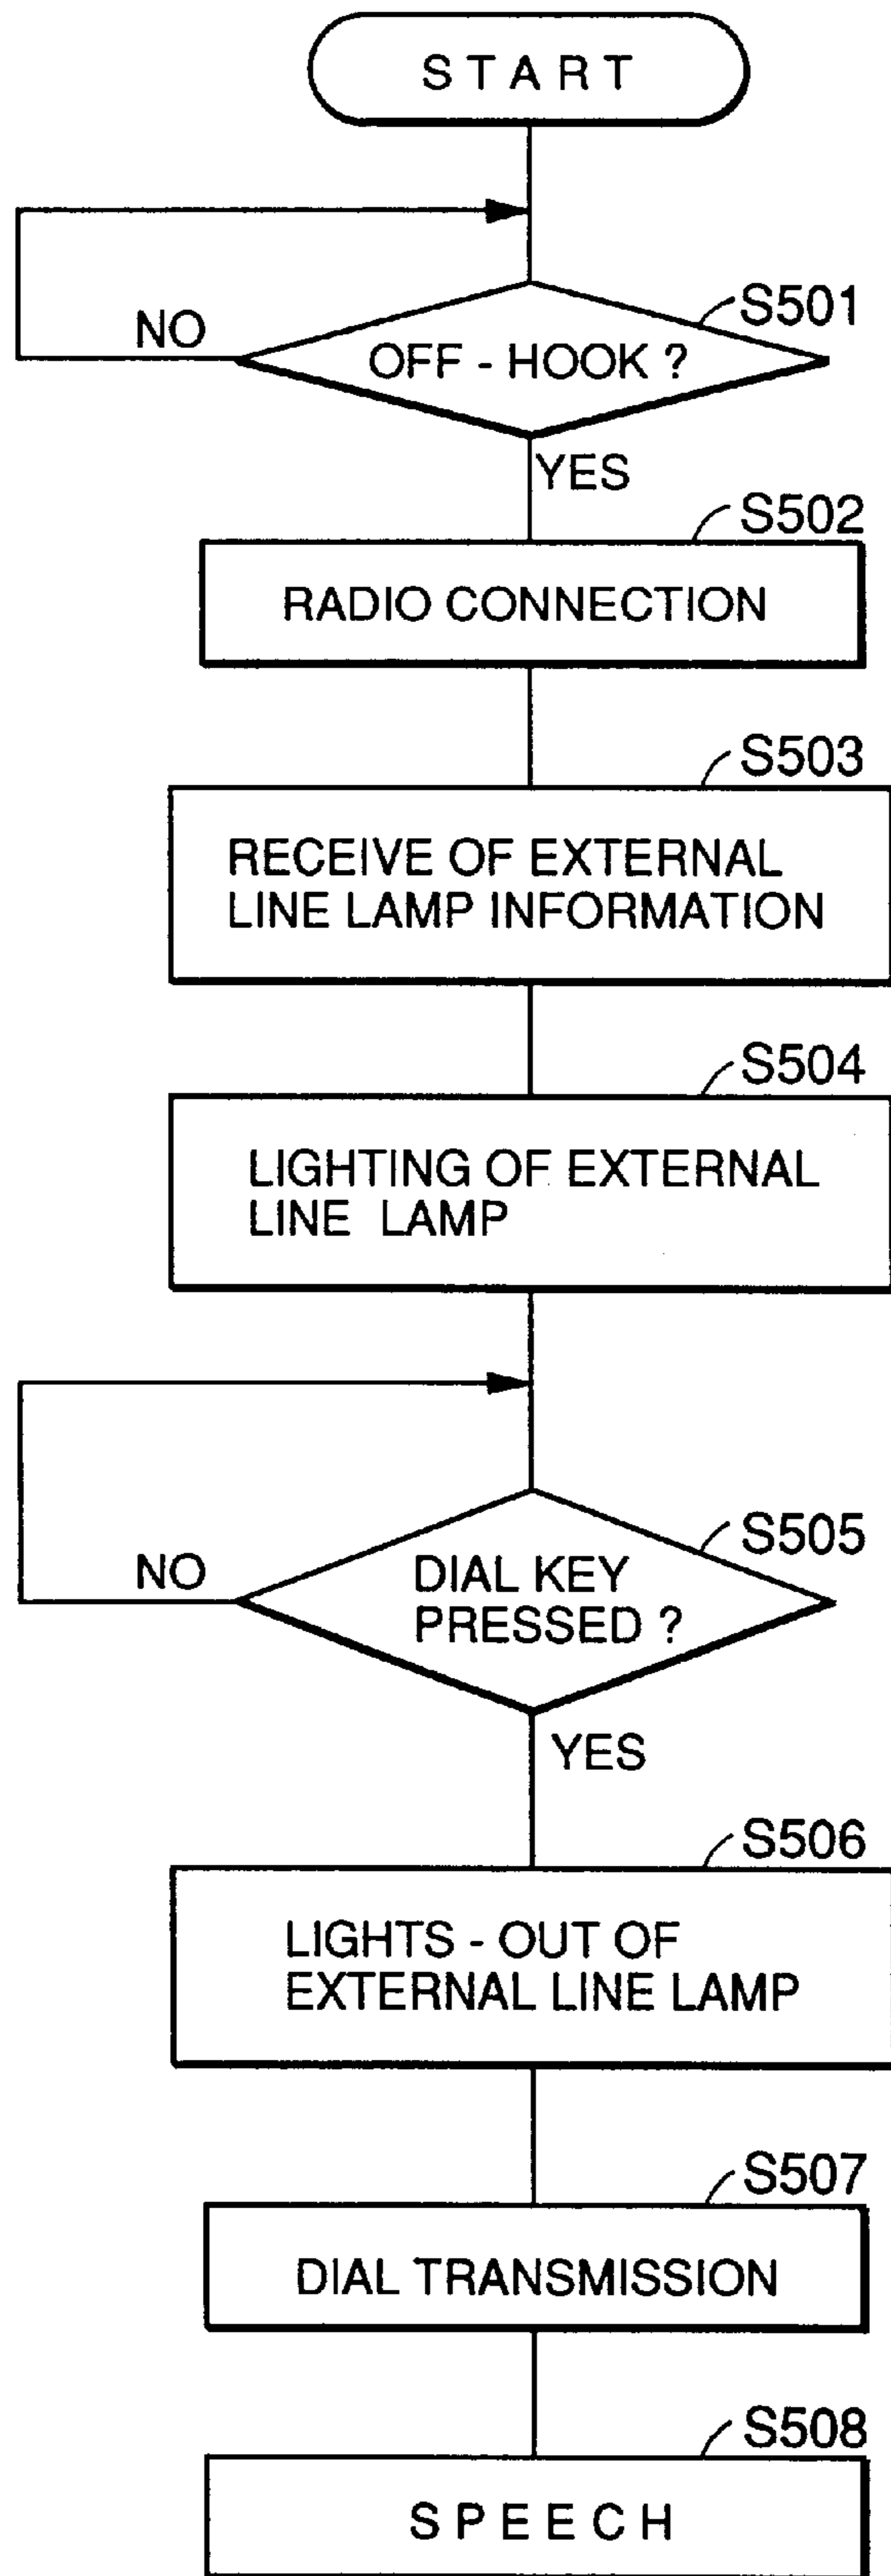 START
S501
NO
OFF - HOOK ?
YES
S502
RADIO CONNECTION
S503
RECEIVE OF EXTERNAL
LINE LAMP INFORMATION
S504
LIGHTING OF EXTERNAL
LINE LAMP
S505
NO
DIAL KEY
PRESSED ?
YES
S506
LIGHTS - OUT OF
EXTERNAL LINE LAMP
S507
DIAL TRANSMISSION
S508
SPEECH